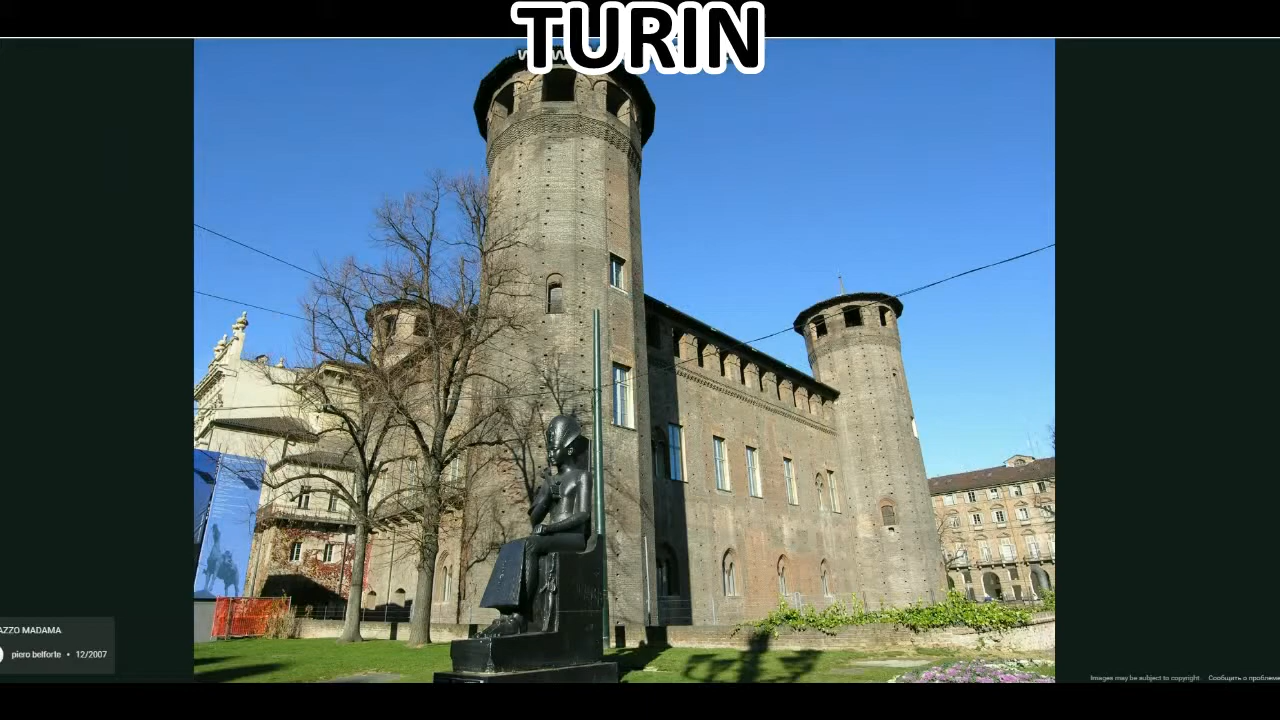 TURIN
AZZO MADAMA
piero belforte • 12/2007
Images may be subject to copyright. Сообщить о проблеме